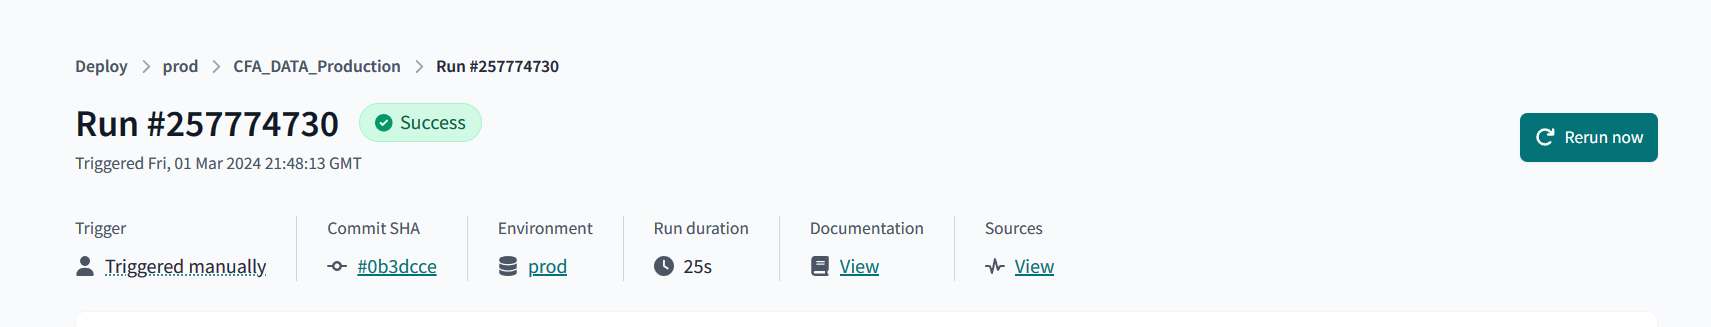 Deploy prod CFA_DATA_Production Run #257774730
Run #257774730 Success
Triggered Fri, 01 Mar 2024 21:48:13 GMT
Rerun now
Trigger Commit SHA Environment Run duration Documentation Sources
Triggered manually #0b3dcce prod 25s View View